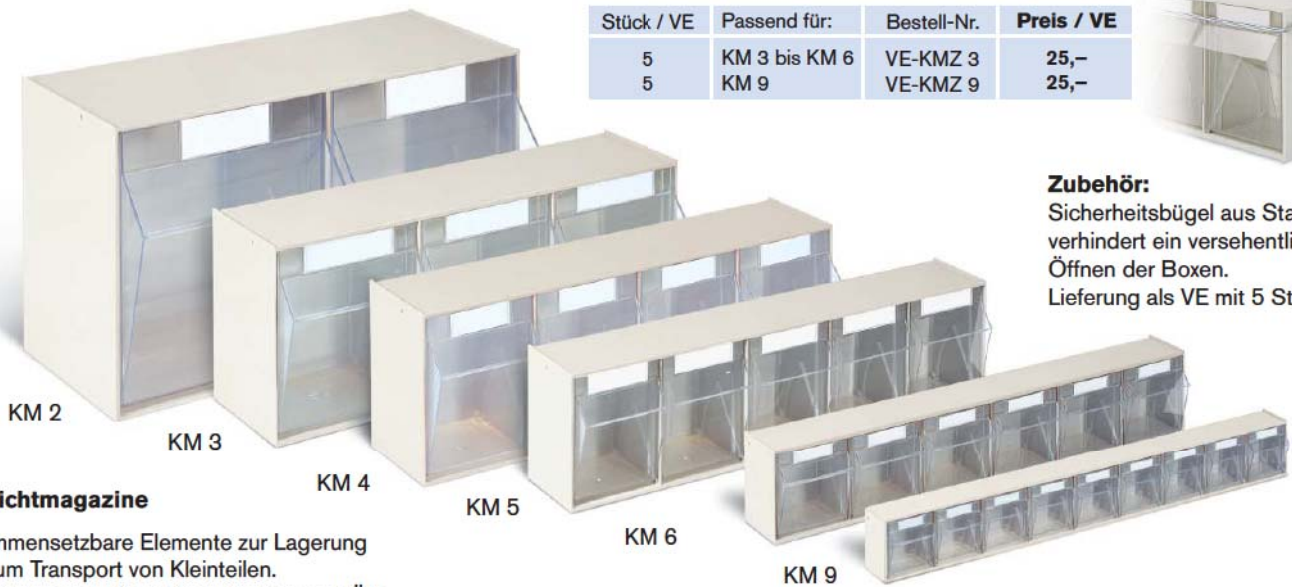 Stück / VE Passend für: Bestell-Nr. Preis / VE
5 KM 3 bis KM 6 VE-KMZ 3 25,–
5 KM 9 VE-KMZ 9 25,–
Zubehör:
Sicherheitsbügel aus Sta
verhindert ein versehentli
Öffnen der Boxen.
Lieferung als VE mit 5 St
KM 2
KM 3
KM 4
KM 5
KM 6
KM 9
ichtmagazine
mmensetzbare Elemente zur Lagerung
um Transport von Kleinteilen.